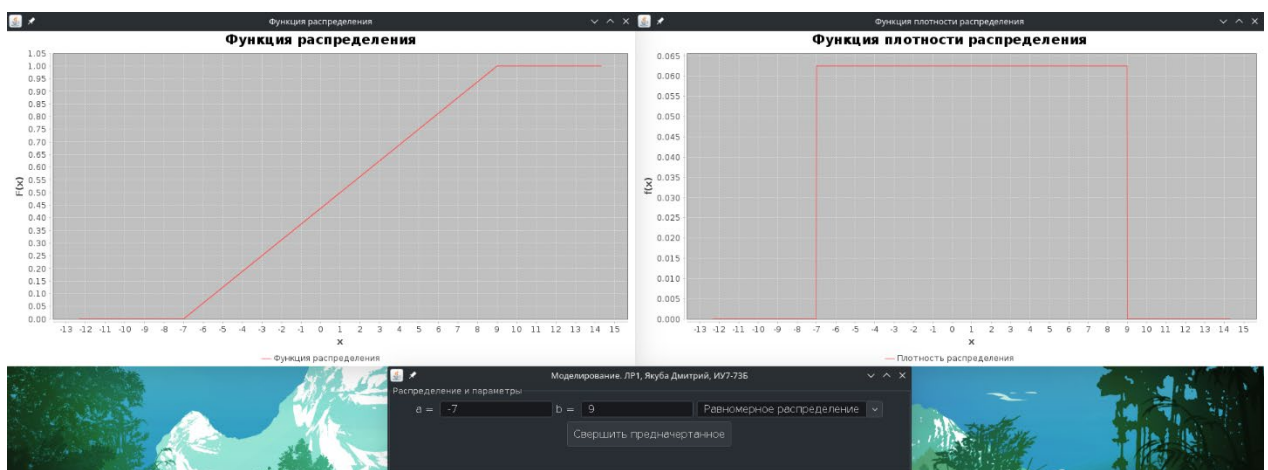 Функция распределения
Функция распределения
1.05
1.00
0.95
0.90
0.85
0.80
0.75
0.70
0.65
0.60
0.55
0.50
0.45
0.40
0.35
0.30
0.25
0.20
0.15
0.10
0.05
0.00
F(x)
-13 -12 -11 -10 -9 -8 -7 -6 -5 -4 -3 -2 -1 0 1 2 3 4 5 6 7 8 9 10 11 12 13 14 15
x
Функция распределения
Функция плотности распределения
Функция плотности распределения
0.065
0.060
0.055
0.050
0.045
0.040
0.035
0.030
0.025
0.020
0.015
0.010
0.005
0.000
f(x)
-13 -12 -11 -10 -9 -8 -7 -6 -5 -4 -3 -2 -1 0 1 2 3 4 5 6 7 8 9 10 11 12 13 14 15
x
Плотность распределения
Моделирование. ЛР1, Якуба Дмитрий, ИУ7-73Б
Распределение и параметры
a = -7 b = 9 Равномерное распределение
Свершить предначертанное